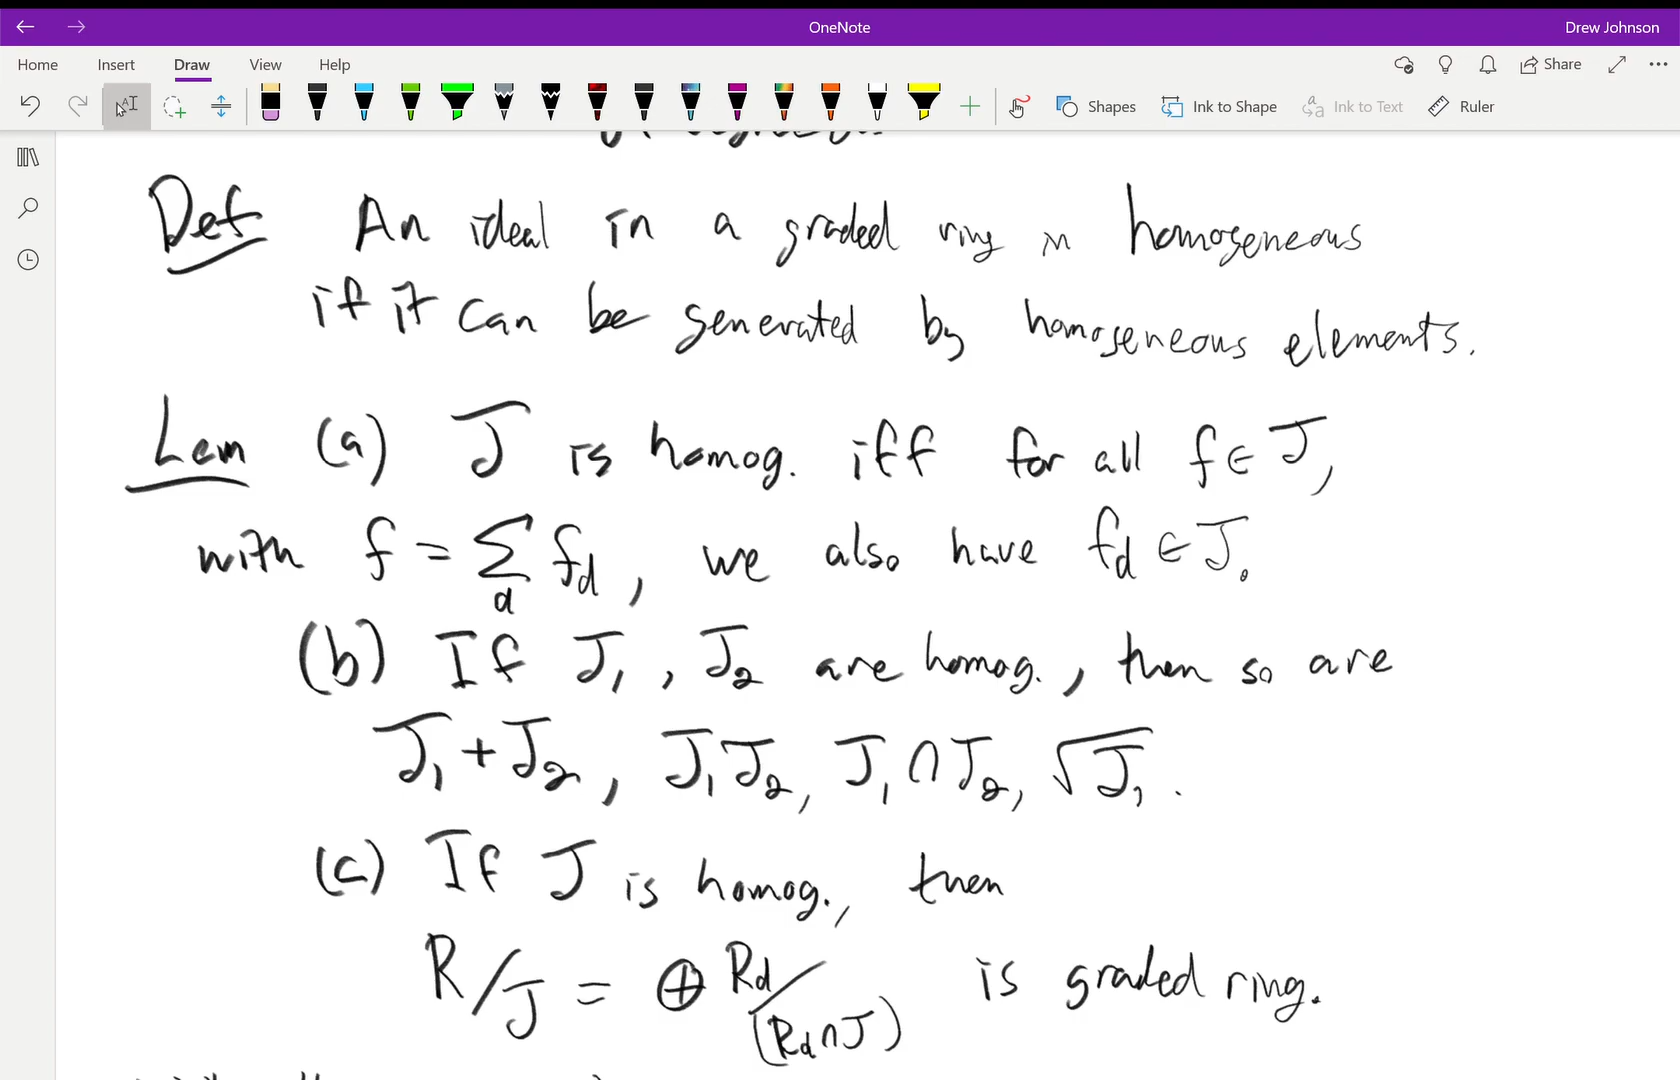 OneNote
Drew Johnson
Home Insert Draw View Help
Share
Shapes Ink to Shape Ink to Text Ruler
Def An ideal in a graded ring is homogeneous
if it can be generated by homogeneous elements.
Lem (a) J is homog. iff for all f ∈ J,
with f = Σ_d f_d, we also have f_d ∈ J.
(b) If J₁, J₂ are homog., then so are
J₁ + J₂, J₁J₂, J₁ ∩ J₂, √J₁.
(c) If J is homog., then
R/J = ⊕ R_d/(R_d ∩ J) is graded ring.